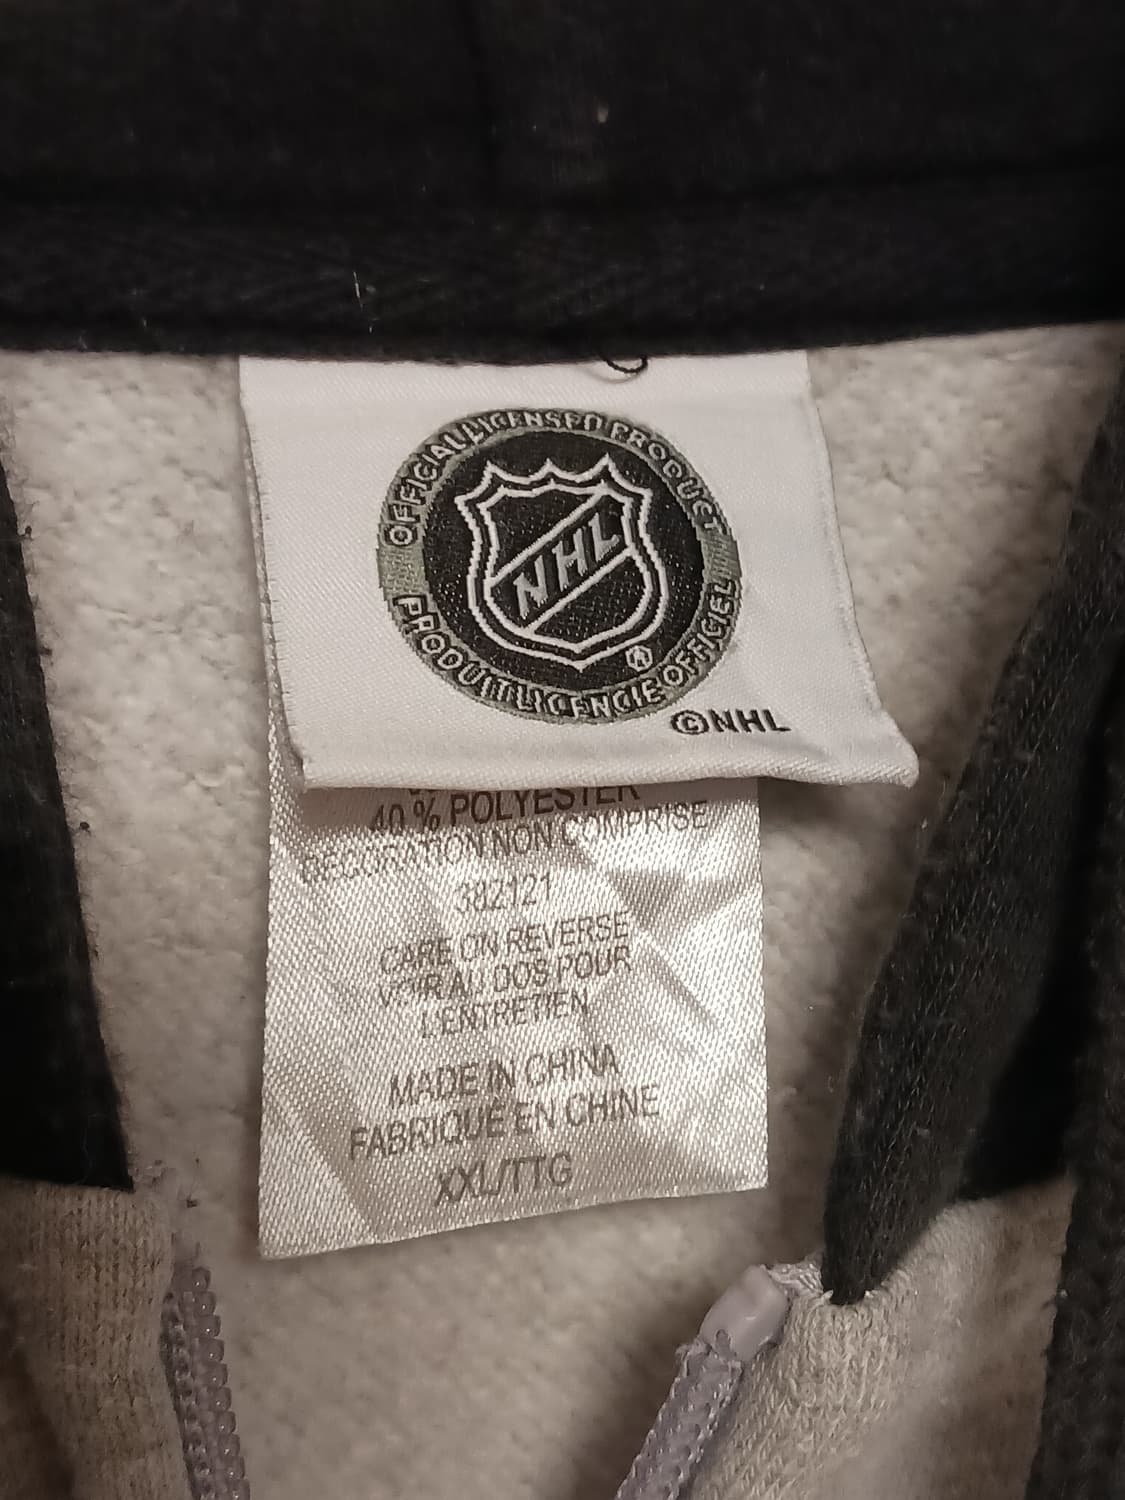 OFFICIAL LICENSED PRODUCT
NHL
®
PRODUIT LICENCIE OFFICIEL
©NHL
40 % POLYESTER
DECORATION NON COMPRISE
382121
CARE ON REVERSE
VOIR AU DOS POUR
L'ENTRETIEN
MADE IN CHINA
FABRIQUE EN CHINE
XXL/TTG